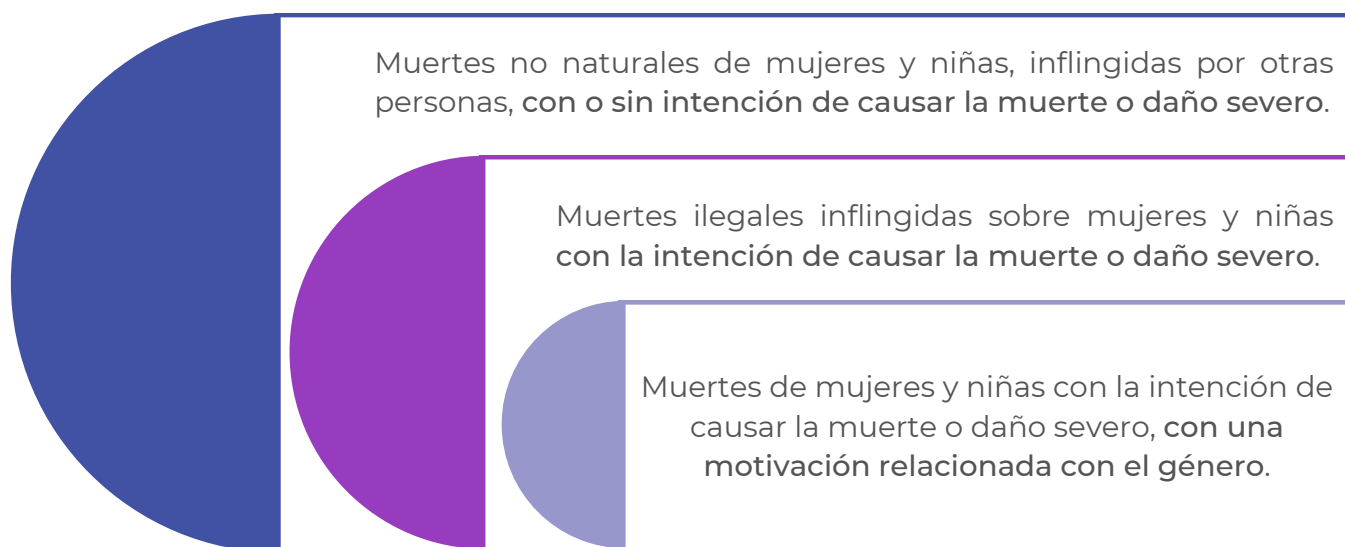 Muertes no naturales de mujeres y niñas, inflingidas por otras
personas, con o sin intención de causar la muerte o daño severo.
Muertes ilegales inflingidas sobre mujeres y niñas
con la intención de causar la muerte o daño severo.
Muertes de mujeres y niñas con la intención de
causar la muerte o daño severo, con una
motivación relacionada con el género.